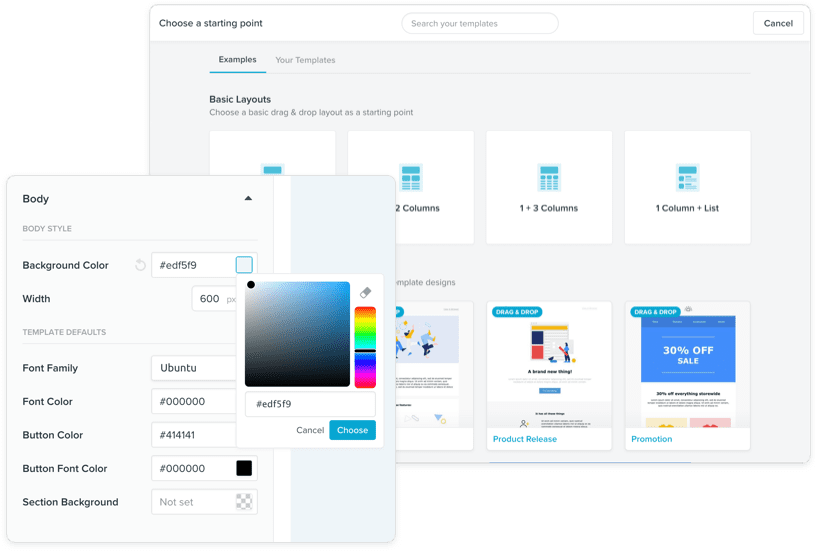 Choose a starting point
Search your templates
Cancel
Examples
Your Templates
Basic Layouts
Choose a basic drag & drop layout as a starting point
2 Columns
1 + 3 Columns
1 Column + List
designs
DRAG & DROP
A brand new thing!
Product Release
DRAG & DROP
30% OFF
SALE
30% off everything storewide
Promotion
Body
BODY STYLE
Background Color
#edf5f9
Width
600 px
TEMPLATE DEFAULTS
Font Family
Ubuntu
Font Color
#000000
Button Color
#414141
Button Font Color
#000000
Section Background
Not set
#edf5f9
Cancel
Choose